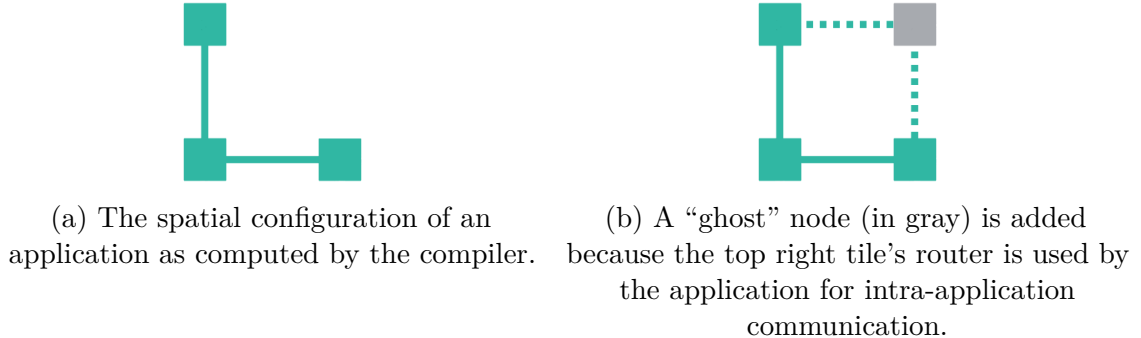 (a) The spatial configuration of an
application as computed by the compiler.
(b) A “ghost” node (in gray) is added
because the top right tile’s router is used by
the application for intra-application
communication.